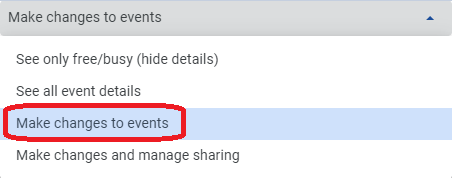 Make changes to events
See only free/busy (hide details)
See all event details
Make changes to events
Make changes and manage sharing